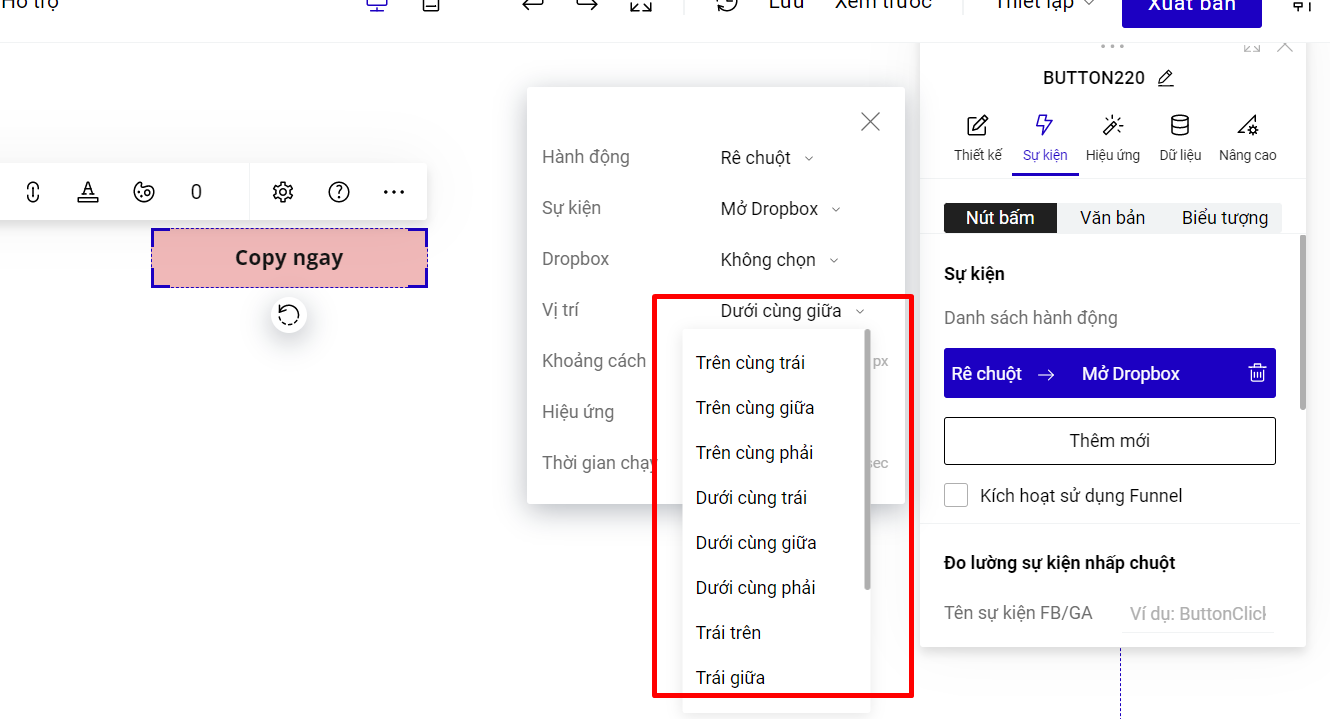 Hỗ trợ
Lưu Xem trước Thiết lập Xuất bản
BUTTON220
Thiết kế Sự kiện Hiệu ứng Dữ liệu Nâng cao
Nút bấm Văn bản Biểu tượng
Sự kiện
Danh sách hành động
Rê chuột → Mở Dropbox
Thêm mới
Kích hoạt sử dụng Funnel
Đo lường sự kiện nhấp chuột
Tên sự kiện FB/GA Ví dụ: ButtonClick
0
Copy ngay
Hành động Rê chuột
Sự kiện Mở Dropbox
Dropbox Không chọn
Vị trí Dưới cùng giữa
Khoảng cách px
Hiệu ứng
Thời gian chạy sec
Trên cùng trái
Trên cùng giữa
Trên cùng phải
Dưới cùng trái
Dưới cùng giữa
Dưới cùng phải
Trái trên
Trái giữa